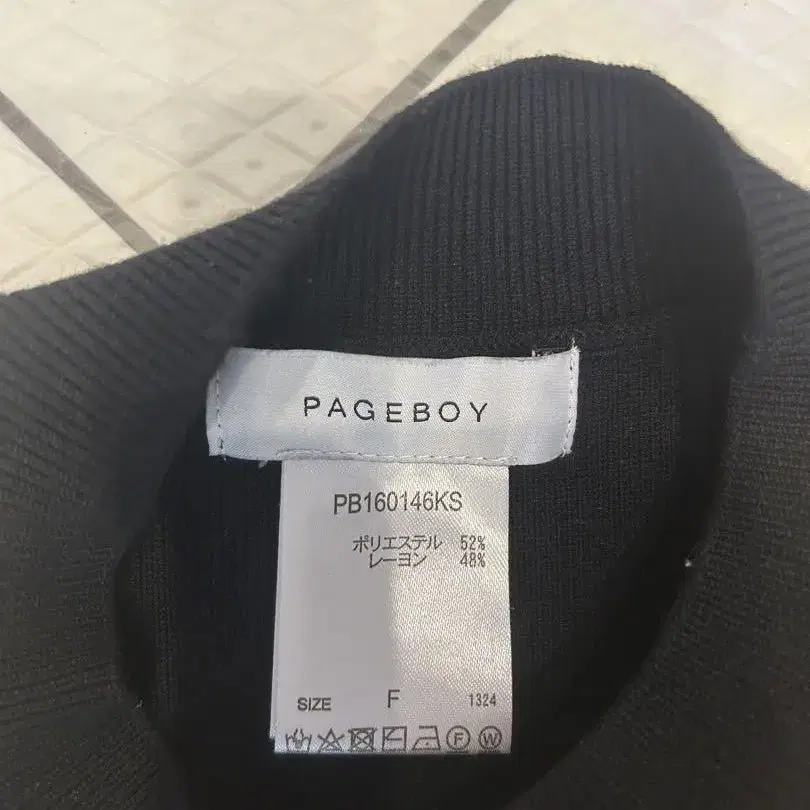 PAGEBOY
PB160146KS
ポリエステル 52%
レーヨン 48%
SIZE F 1324
F W